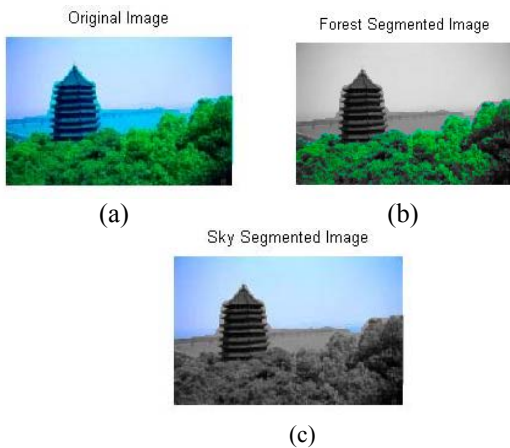 Original Image
Forest Segmented Image
(a)
(b)
Sky Segmented Image
(c)